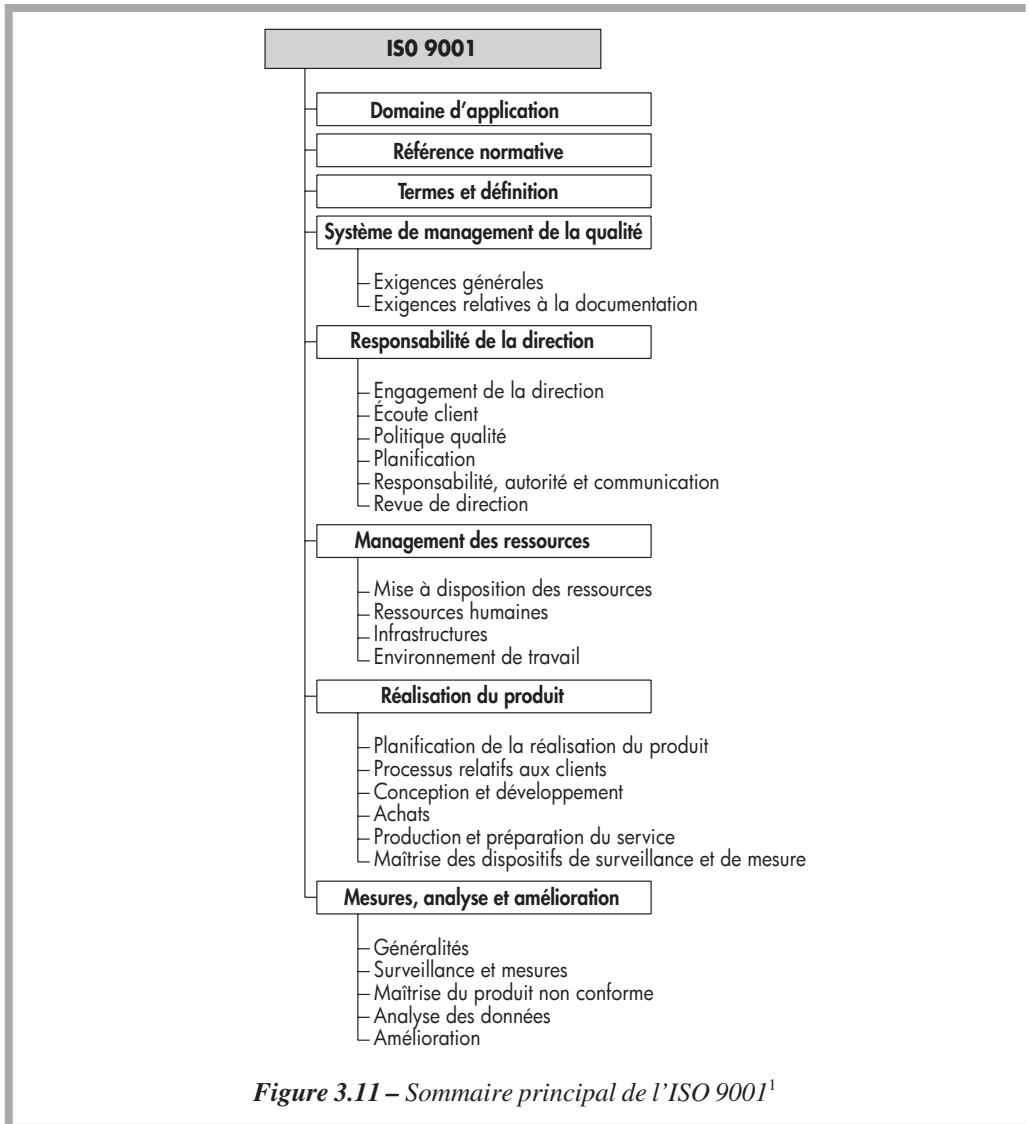 IS0 9001
Domaine d'application
Référence normative
Termes et définition
Système de management de la qualité
Exigences générales
Exigences relatives à la documentation
Responsabilité de la direction
Engagement de la direction
Écoute client
Politique qualité
Planification
Responsabilité, autorité et communication
Revue de direction
Management des ressources
Mise à disposition des ressources
Ressources humaines
Infrastructures
Environnement de travail
Réalisation du produit
Planification de la réalisation du produit
Processus relatifs aux clients
Conception et développement
Achats
Production et préparation du service
Maîtrise des dispositifs de surveillance et de mesure
Mesures, analyse et amélioration
Généralités
Surveillance et mesures
Maîtrise du produit non conforme
Analyse des données
Amélioration
Figure 3.11 – Sommaire principal de l'ISO 9001¹